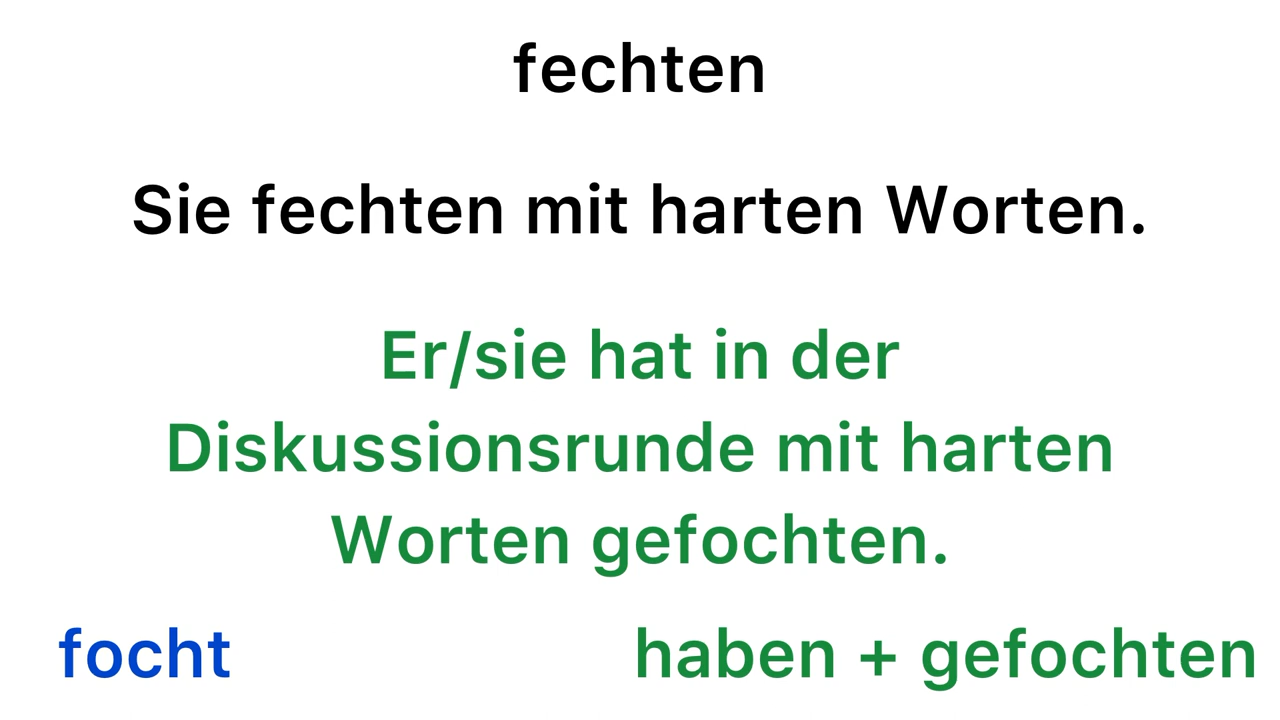 fechten
Sie fechten mit harten Worten.
Er/sie hat in der
Diskussionsrunde mit harten
Worten gefochten.
focht
haben + gefochten